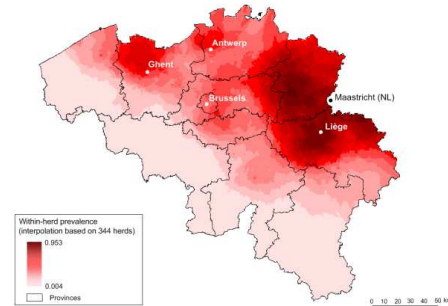 Antwerp
Ghent
Brussels
Maastricht (NL)
Liège
Within-herd prevalence
(interpolation based on 344 herds)
0.953
0.004
Provinces
0 10 20 30 40 50 k